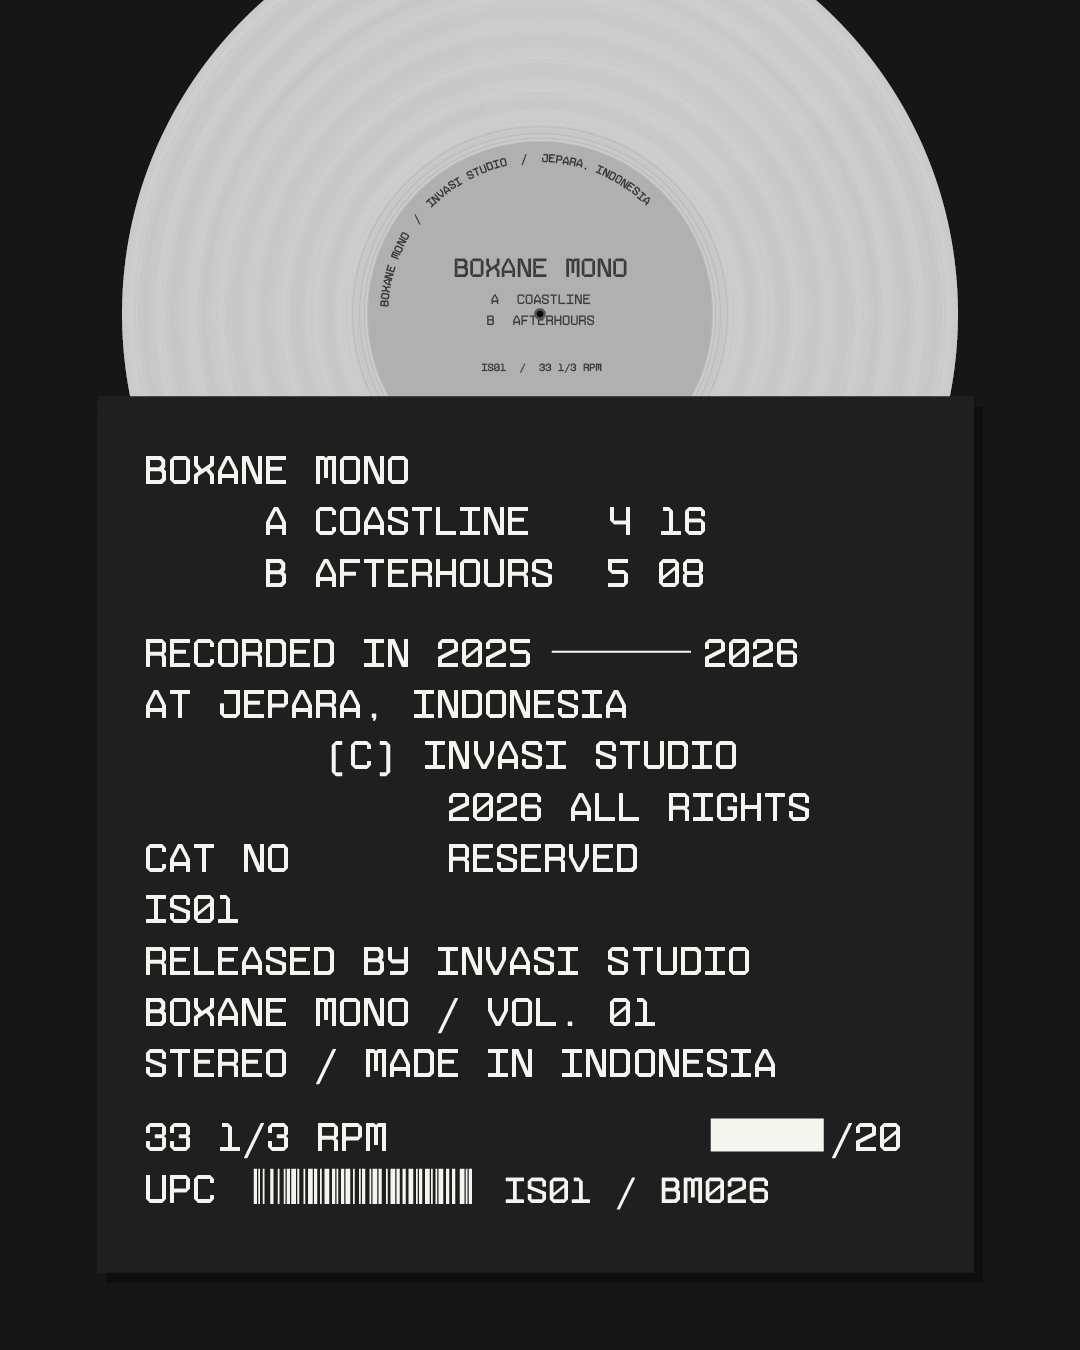 BOXANE MONO / INVASI STUDIO / JEPARA, INDONESIA
BOXANE MONO
A COASTLINE
B AFTERHOURS
IS01 / 33 1/3 RPM
BOXANE MONO
A COASTLINE 4 16
B AFTERHOURS 5 08
RECORDED IN 2025 2026
AT JEPARA, INDONESIA
(C) INVASI STUDIO
2026 ALL RIGHTS
CAT NO RESERVED
IS01
RELEASED BY INVASI STUDIO
BOXANE MONO / VOL. 01
STEREO / MADE IN INDONESIA
33 1/3 RPM /20
UPC IS01 / BM026